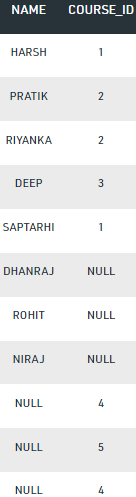 NAME COURSE_ID
HARSH 1
PRATIK 2
RIYANKA 2
DEEP 3
SAPTARHI 1
DHANRAJ NULL
ROHIT NULL
NIRAJ NULL
NULL 4
NULL 5
NULL 4